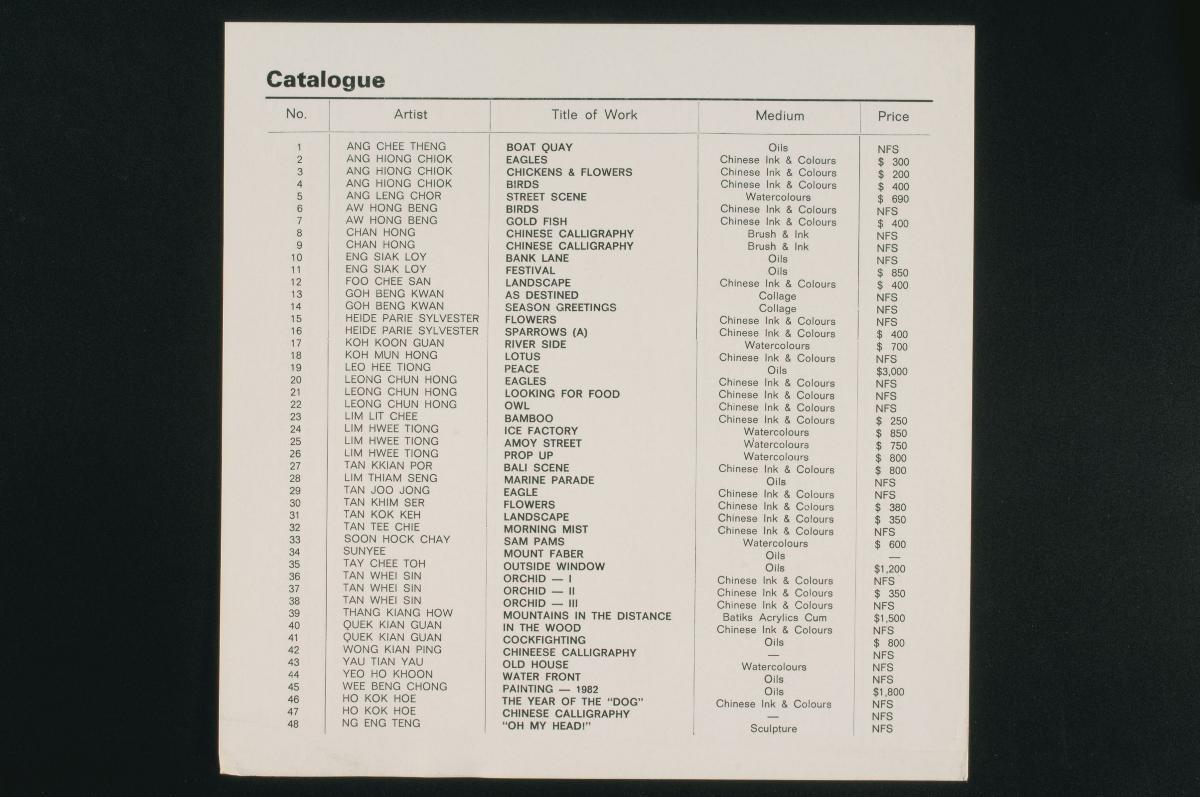 Catalogue
No. Artist Title of Work Medium Price
1 ANG CHEE THENG BOAT QUAY Oils NFS
2 ANG HIONG CHIOK EAGLES Chinese Ink & Colours $ 300
3 ANG HIONG CHIOK CHICKENS & FLOWERS Chinese Ink & Colours $ 200
4 ANG HIONG CHIOK BIRDS Chinese Ink & Colours $ 400
5 ANG LENG CHOR STREET SCENE Watercolours $ 690
6 AW HONG BENG BIRDS Chinese Ink & Colours NFS
7 AW HONG BENG GOLD FISH Chinese Ink & Colours $ 400
8 CHAN HONG CHINESE CALLIGRAPHY Brush & Ink NFS
9 CHAN HONG CHINESE CALLIGRAPHY Brush & Ink NFS
10 ENG SIAK LOY BANK LANE Oils NFS
11 ENG SIAK LOY FESTIVAL Oils $ 850
12 FOO CHEE SAN LANDSCAPE Chinese Ink & Colours $ 400
13 GOH BENG KWAN AS DESTINED Collage NFS
14 GOH BENG KWAN SEASON GREETINGS Collage NFS
15 HEIDE PARIE SYLVESTER FLOWERS Chinese Ink & Colours NFS
16 HEIDE PARIE SYLVESTER SPARROWS (A) Chinese Ink & Colours $ 400
17 KOH KOON GUAN RIVER SIDE Watercolours $ 700
18 KOH MUN HONG LOTUS Chinese Ink & Colours NFS
19 LEO HEE TIONG PEACE Oils $3,000
20 LEONG CHUN HONG EAGLES Chinese Ink & Colours NFS
21 LEONG CHUN HONG LOOKING FOR FOOD Chinese Ink & Colours NFS
22 LEONG CHUN HONG OWL Chinese Ink & Colours NFS
23 LIM LIT CHEE BAMBOO Chinese Ink & Colours $ 250
24 LIM HWEE TIONG ICE FACTORY Watercolours $ 850
25 LIM HWEE TIONG AMOY STREET Watercolours $ 750
26 LIM HWEE TIONG PROP UP Watercolours $ 800
27 TAN KKIAN POR BALI SCENE Chinese Ink & Colours $ 800
28 LIM THIAM SENG MARINE PARADE Oils NFS
29 TAN JOO JONG EAGLE Chinese Ink & Colours NFS
30 TAN KHIM SER FLOWERS Chinese Ink & Colours $ 380
31 TAN KOK KEH LANDSCAPE Chinese Ink & Colours $ 350
32 TAN TEE CHIE MORNING MIST Chinese Ink & Colours NFS
33 SOON HOCK CHAY SAM PAMS Watercolours $ 600
34 SUNYEE MOUNT FABER Oils —
35 TAY CHEE TOH OUTSIDE WINDOW Oils $1,200
36 TAN WHEI SIN ORCHID — I Chinese Ink & Colours NFS
37 TAN WHEI SIN ORCHID — II Chinese Ink & Colours $ 350
38 TAN WHEI SIN ORCHID — III Chinese Ink & Colours NFS
39 THANG KIANG HOW MOUNTAINS IN THE DISTANCE Batiks Acrylics Cum $1,500
40 QUEK KIAN GUAN IN THE WOOD Chinese Ink & Colours NFS
41 QUEK KIAN GUAN COCKFIGHTING Oils $ 800
42 WONG KIAN PING CHINEESE CALLIGRAPHY — NFS
43 YAU TIAN YAU OLD HOUSE Watercolours NFS
44 YEO HO KHOON WATER FRONT Oils NFS
45 WEE BENG CHONG PAINTING — 1982 Oils $1,800
46 HO KOK HOE THE YEAR OF THE "DOG" Chinese Ink & Colours NFS
47 HO KOK HOE CHINESE CALLIGRAPHY — NFS
48 NG ENG TENG "OH MY HEAD!" Sculpture NFS